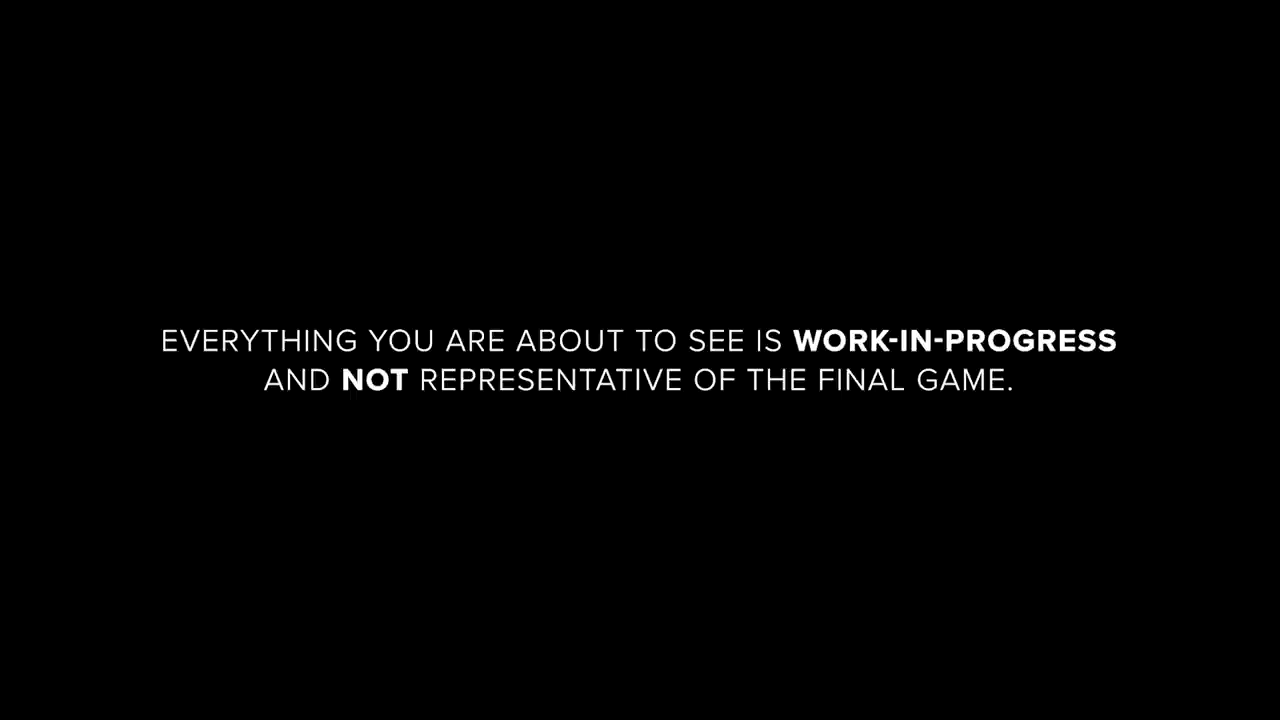 EVERYTHING YOU ARE ABOUT TO SEE IS WORK-IN-PROGRESS
AND NOT REPRESENTATIVE OF THE FINAL GAME.